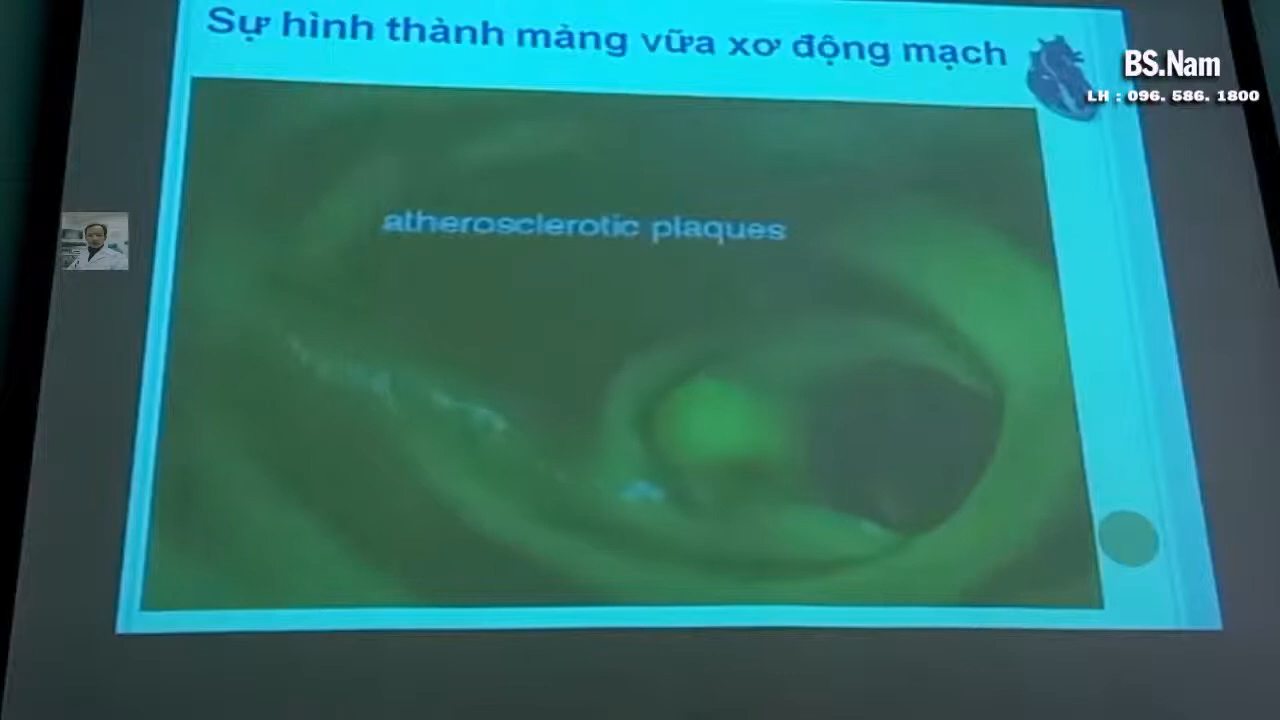 Sự hình thành mảng vữa xơ động mạch
BS.Nam
LH : 096. 586. 1800
atherosclerotic plaques